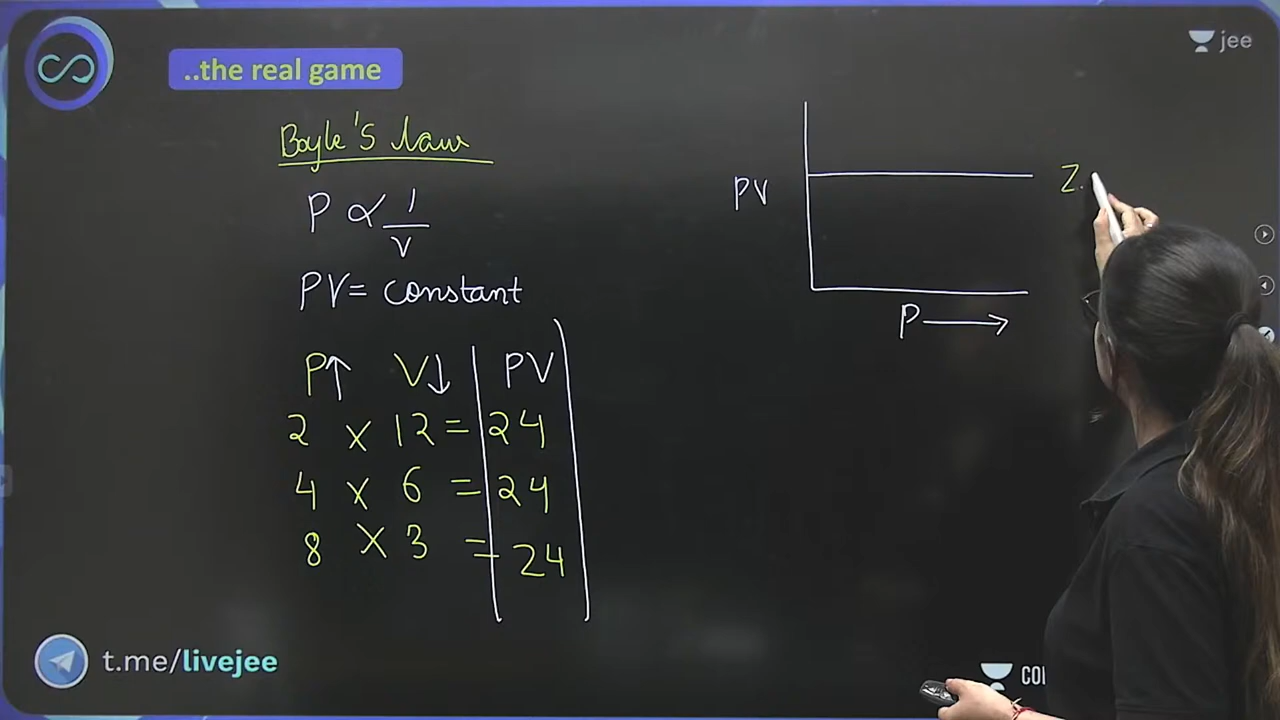 ..the real game
jee
Boyle's law
P ∝ 1/V
PV = constant
P↑ V↓ PV
2 × 12 = 24
4 × 6 = 24
8 × 3 = 24
PV
P →
Z.
t.me/livejee